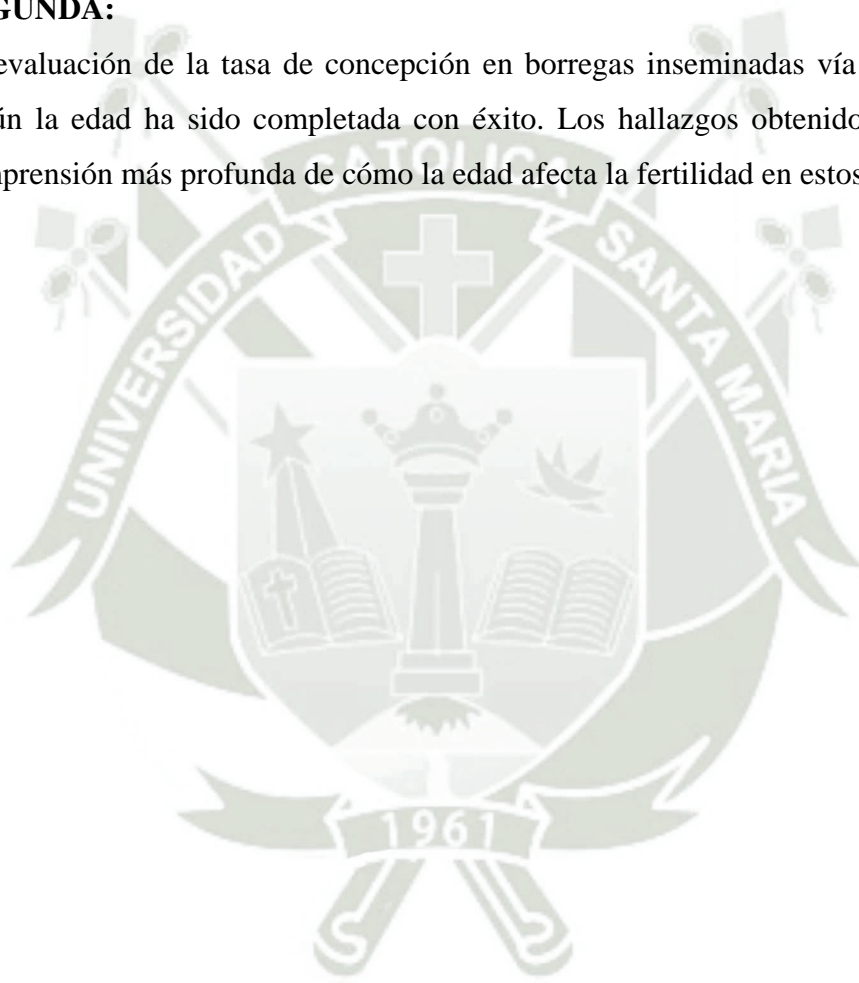 GUNDA:
evaluación de la tasa de concepción en borregas inseminadas vía
ún la edad ha sido completada con éxito. Los hallazgos obtenido
nprensión más profunda de cómo la edad afecta la fertilidad en estos
UNIVERSIDAD CATOLICA SANTA MARIA
1961